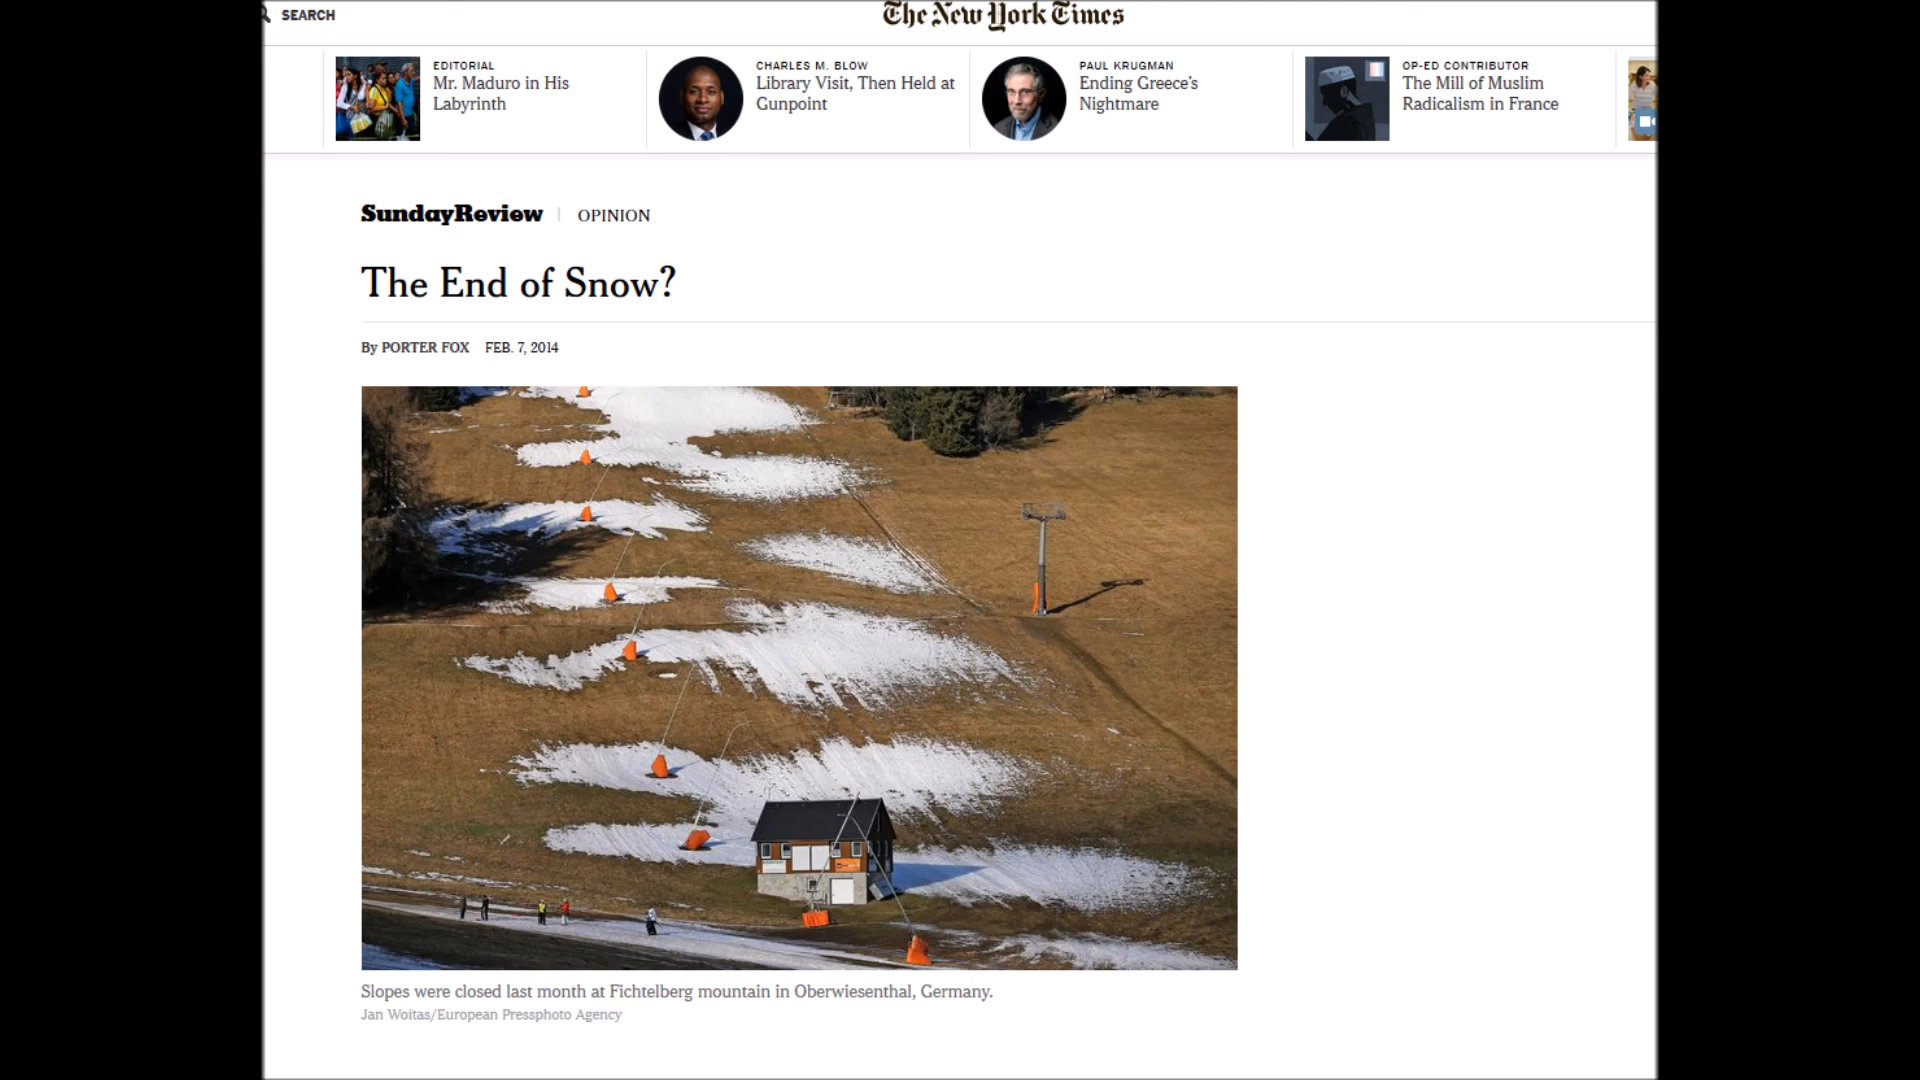 SEARCH
The New York Times
EDITORIAL
Mr. Maduro in His
Labyrinth
CHARLES M. BLOW
Library Visit, Then Held at
Gunpoint
PAUL KRUGMAN
Ending Greece's
Nightmare
OP-ED CONTRIBUTOR
The Mill of Muslim
Radicalism in France
SundayReview | OPINION
The End of Snow?
By PORTER FOX FEB. 7, 2014
Slopes were closed last month at Fichtelberg mountain in Oberwiesenthal, Germany.
Jan Woitas/European Pressphoto Agency